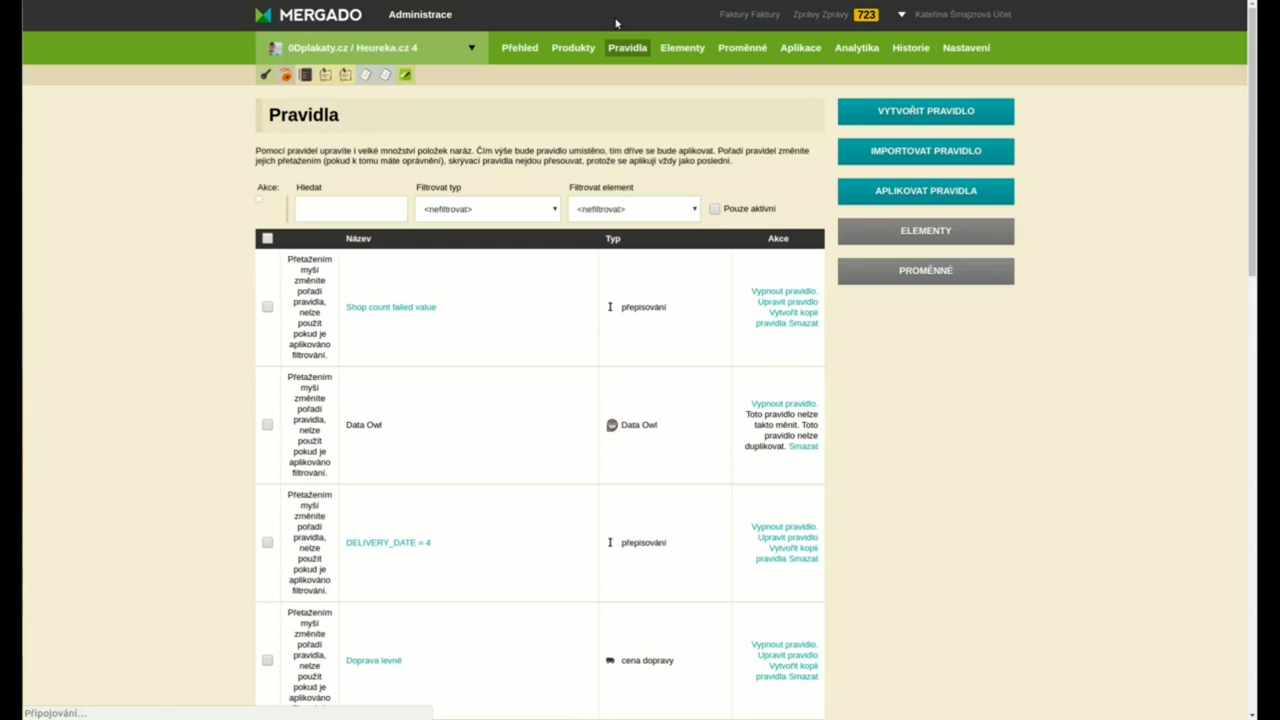 MERGADO Administrace Faktury Faktury Zprávy Zprávy 723 Kateřina Šmajzrová Účet
0Dplakaty.cz / Heureka.cz 4 Přehled Produkty Pravidla Elementy Proměnné Aplikace Analytika Historie Nastavení
Pravidla
VYTVOŘIT PRAVIDLO
IMPORTOVAT PRAVIDLO
APLIKOVAT PRAVIDLA
ELEMENTY
PROMĚNNÉ
Pomocí pravidel upravíte i velké množství položek naráz. Čím výše bude pravidlo umístěno, tím dříve se bude aplikovat. Pořadí pravidel změníte
jejich přetažením (pokud k tomu máte oprávnění), skrývací pravidla nejdou přesouvat, protože se aplikují vždy jako poslední.
Akce: Hledat Filtrovat typ Filtrovat element
<nefiltrovat> <nefiltrovat> Pouze aktivní
Název Typ Akce
Přetažením
myší
změníte
pořadí
pravidla,
nelze
použít
pokud je
aplikováno
filtrování.
Shop count failed value
přepisování
Vypnout pravidlo.
Upravit pravidlo
Vytvořit kopii
pravidla Smazat
Přetažením
myší
změníte
pořadí
pravidla,
nelze
použít
pokud je
aplikováno
filtrování.
Data Owl
Data Owl
Vypnout pravidlo.
Toto pravidlo nelze
takto měnit. Toto
pravidlo nelze
duplikovat. Smazat
Přetažením
myší
změníte
pořadí
pravidla,
nelze
použít
pokud je
aplikováno
filtrování.
DELIVERY_DATE = 4
přepisování
Vypnout pravidlo.
Upravit pravidlo
Vytvořit kopii
pravidla Smazat
Přetažením
myší
změníte
pořadí
pravidla,
nelze
použít
pokud je
aplikováno
Doprava levné
cena dopravy
Vypnout pravidlo.
Upravit pravidlo
Vytvořit kopii
pravidla Smazat
Připojování…